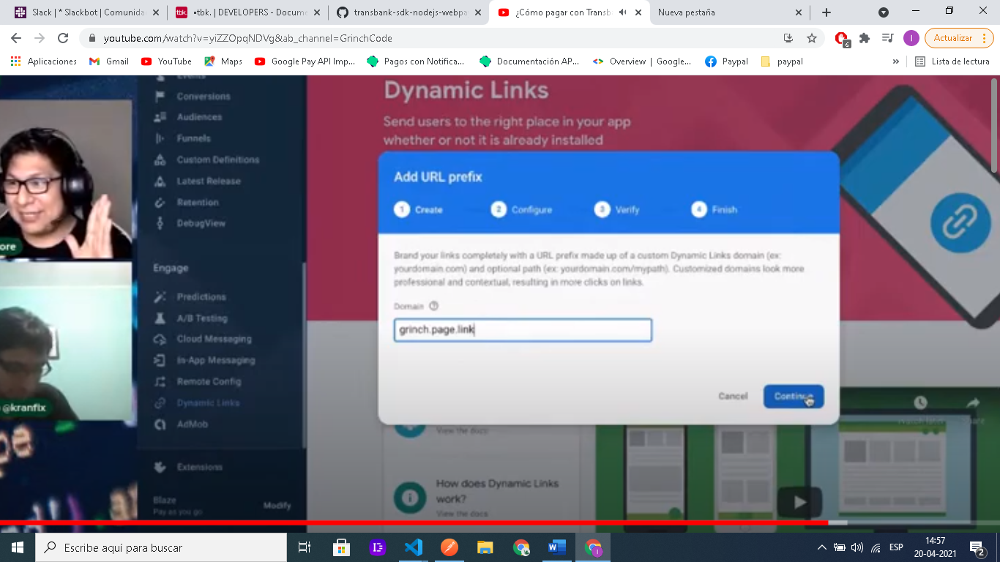 Slack | * Slackbot | Comunida
•tbk. | DEVELOPERS - Docume
transbank-sdk-nodejs-webpa
¿Cómo pagar con Transb
Nueva pestaña
youtube.com/watch?v=yiZZOpqNDVg&ab_channel=GrinchCode
6
I
Actualizar
Aplicaciones
Gmail
YouTube
Maps
Google Pay API Imp...
Pagos con Notifica...
Documentación AP...
Overview | Google...
Paypal
paypal
»
Lista de lectura
Events
Conversions
Audiences
Funnels
Custom Definitions
Latest Release
Retention
DebugView
Engage
Predictions
A/B Testing
Cloud Messaging
In-App Messaging
Remote Config
Dynamic Links
AdMob
Extensions
Blaze
Pay as you go
Modify
ore
@kranfix
Dynamic Links
Send users to the right place in your app
whether or not it is already installed
Add URL prefix
1 Create
2 Configure
3 Verify
4 Finish
Brand your links completely with a URL prefix made up of a custom Dynamic Links domain (ex:
yourdomain.com) and optional path (ex: yourdomain.com/mypath). Customized domains look more
professional and contextual, resulting in more clicks on links.
Domain
grinch.page.link
Cancel
Continue
Watch later
Share
View the docs
How does Dynamic Links
work?
View the docs
Escribe aquí para buscar
ESP
14:57
20-04-2021
2